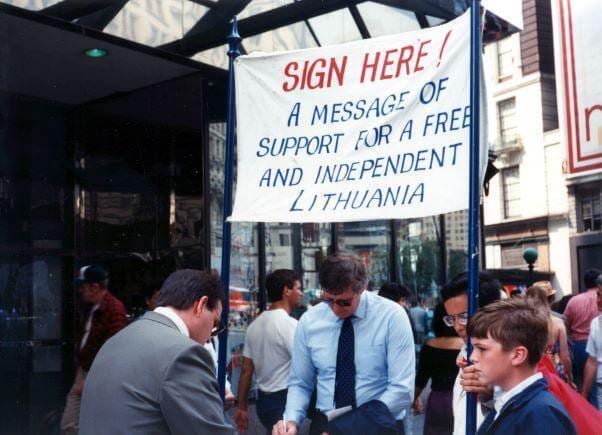 SIGN HERE!
A MESSAGE OF
SUPPORT FOR A FREE
AND INDEPENDENT
LITHUANIA